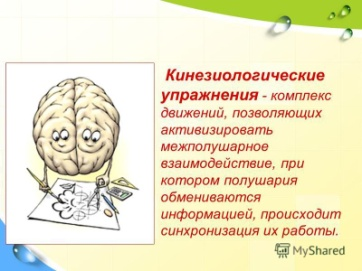 Кинезиологические
упражнения - комплекс
движений, позволяющих
активизировать
межполушарное
взаимодействие, при
котором полушария
обмениваются
информацией, происходит
синхронизация их работы.
MyShared